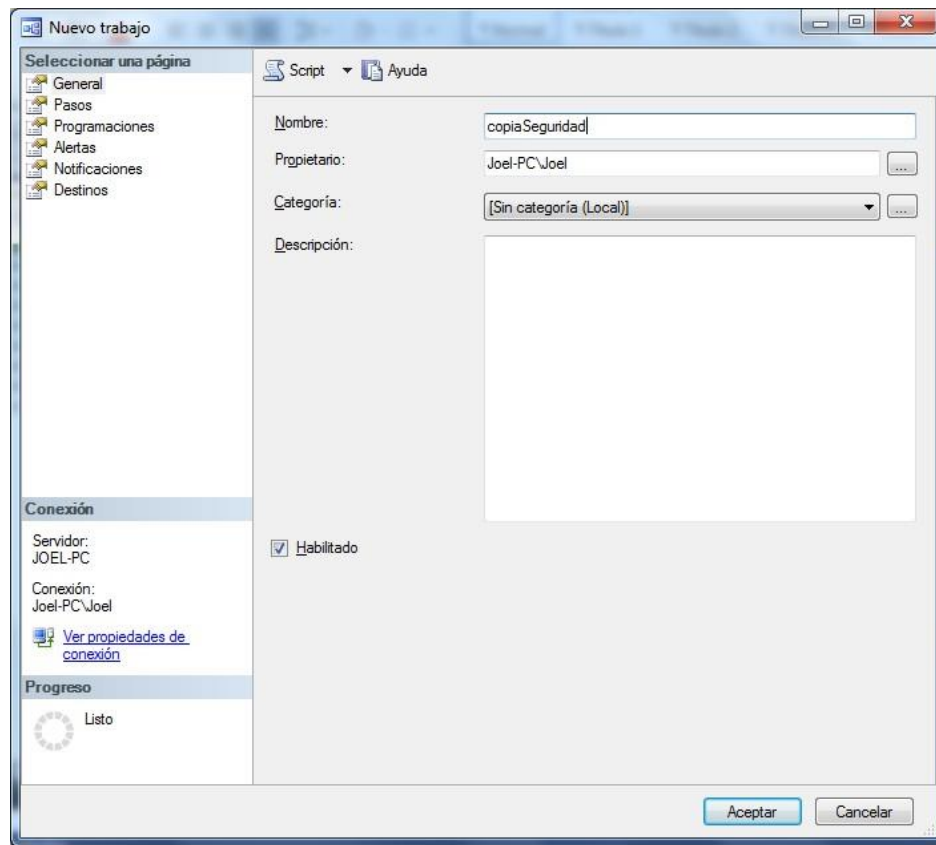 Nuevo trabajo
Seleccionar una página
General
Pasos
Programaciones
Alertas
Notificaciones
Destinos
Script
Ayuda
Nombre:
copiaSeguridad
Propietario:
Joel-PC\Joel
...
Categoría:
[Sin categoría (Local)]
...
Descripción:
Habilitado
Conexión
Servidor:
JOEL-PC
Conexión:
Joel-PC\Joel
Ver propiedades de
conexión
Progreso
Listo
Aceptar
Cancelar